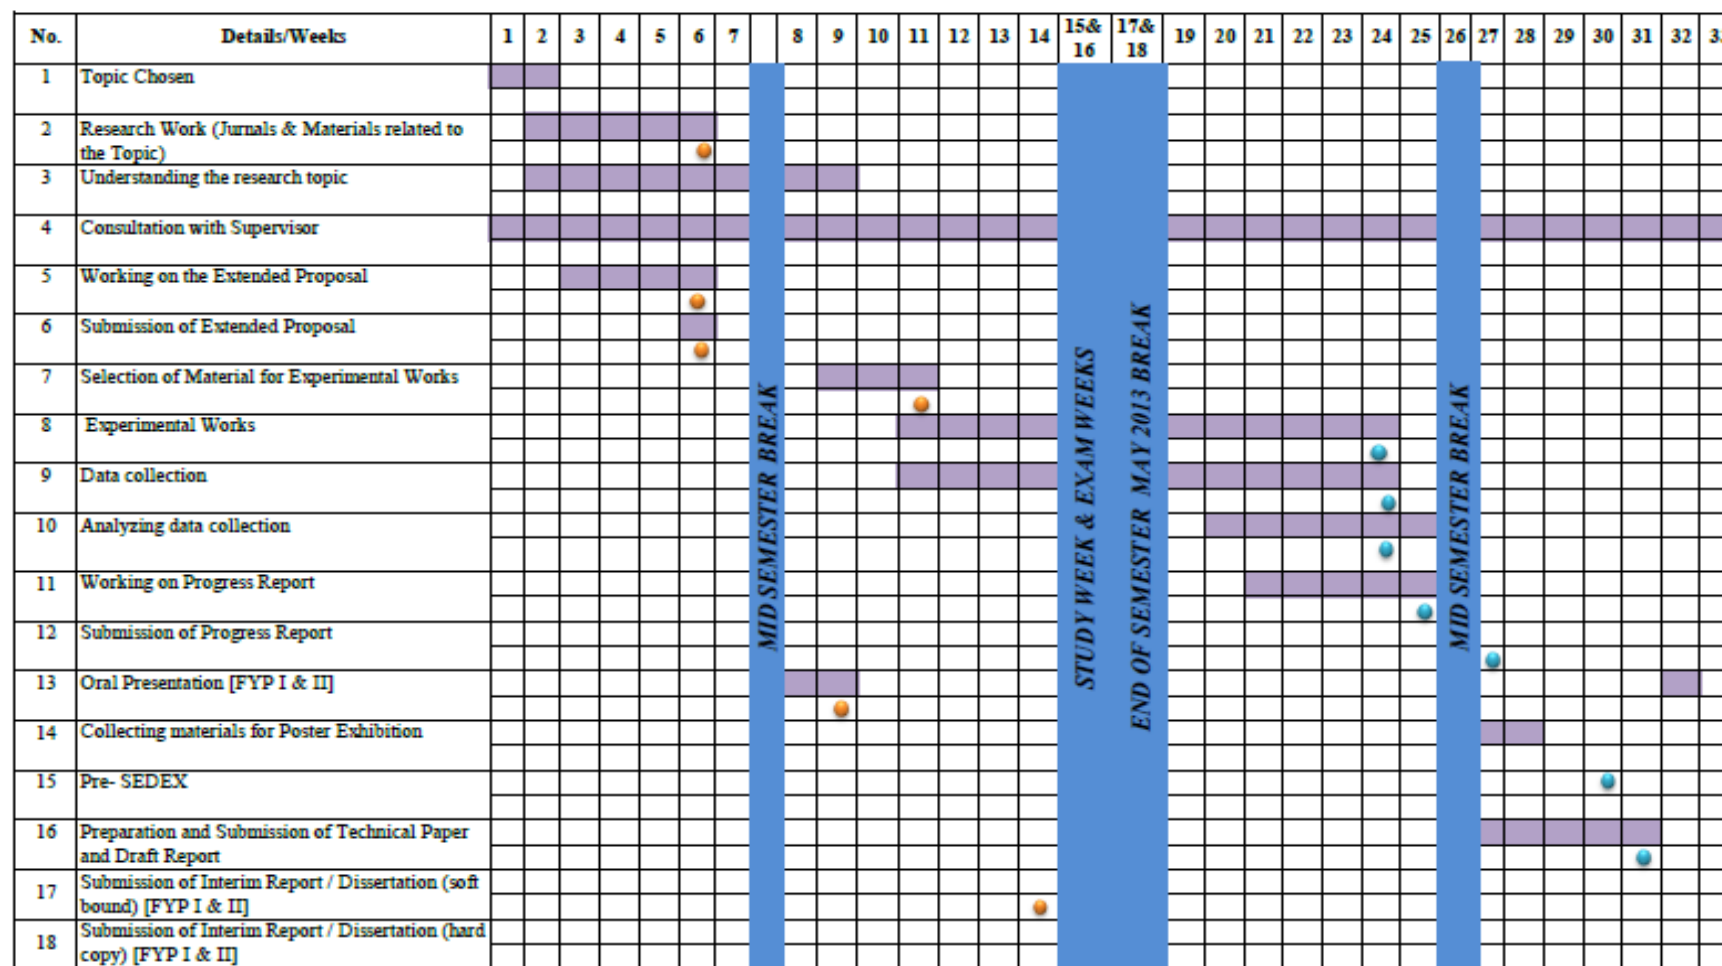 No. Details/Weeks 1 2 3 4 5 6 7 8 9 10 11 12 13 14 15& 16 17& 18 19 20 21 22 23 24 25 26 27 28 29 30 31 32
1 Topic Chosen
2 Research Work (Jurnals & Materials related to
the Topic)
3 Understanding the research topic
4 Consultation with Supervisor
5 Working on the Extended Proposal
6 Submission of Extended Proposal
7 Selection of Material for Experimental Works
8 Experimental Works
9 Data collection
10 Analyzing data collection
11 Working on Progress Report
12 Submission of Progress Report
13 Oral Presentation [FYP I & II]
14 Collecting materials for Poster Exhibition
15 Pre- SEDEX
16 Preparation and Submission of Technical Paper
and Draft Report
17 Submission of Interim Report / Dissertation (soft
bound) [FYP I & II]
18 Submission of Interim Report / Dissertation (hard
copy) [FYP I & II]
MID SEMESTER BREAK
STUDY WEEK & EXAM WEEKS
END OF SEMESTER MAY 2013 BREAK
MID SEMESTER BREAK